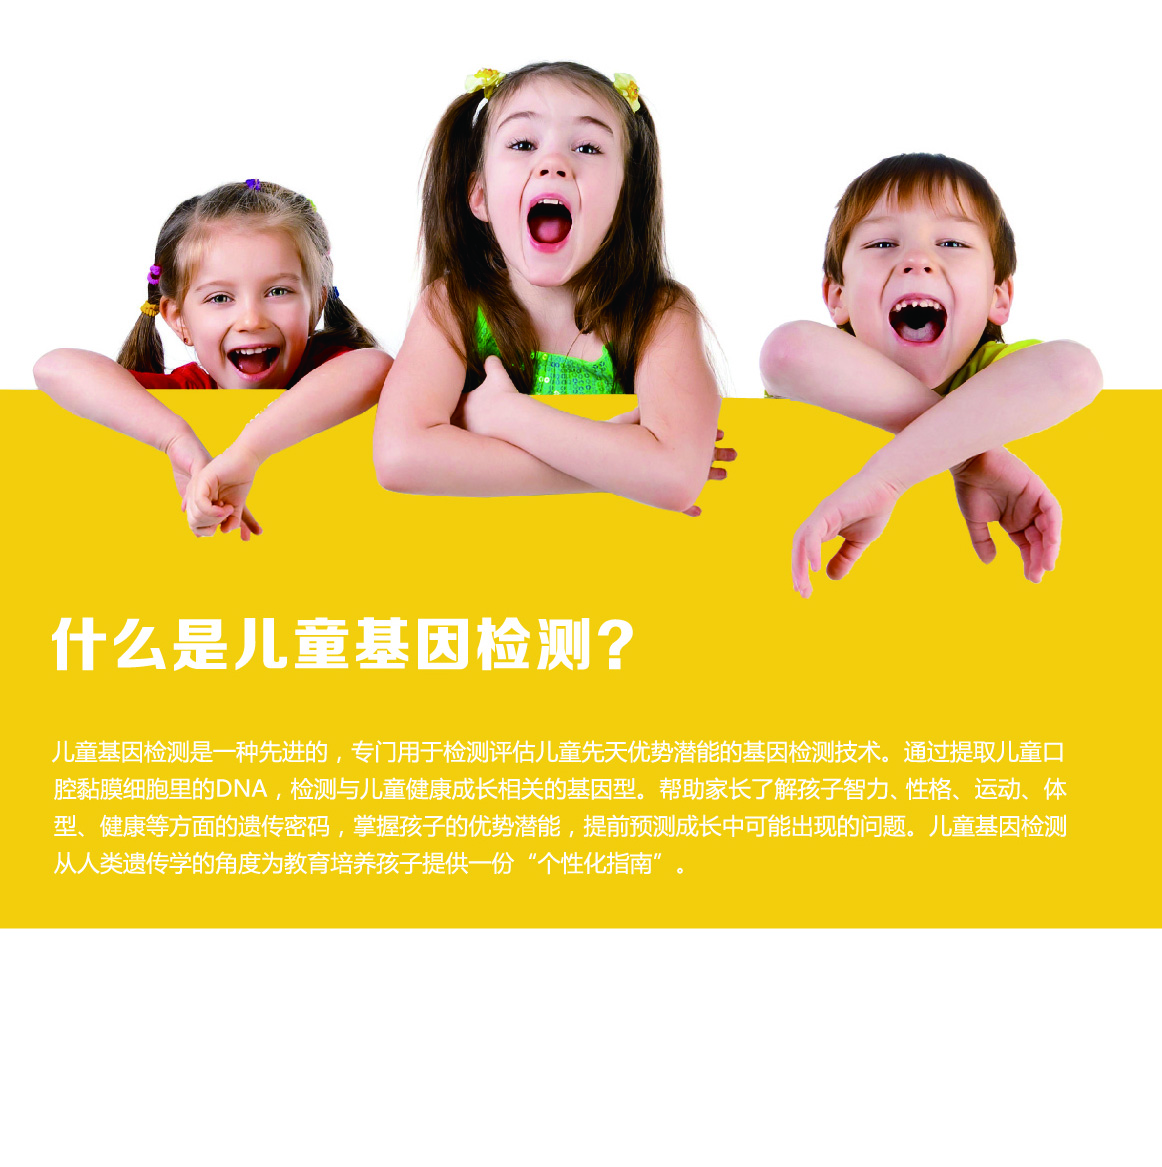 什么是儿童基因检测?
儿童基因检测是一种先进的，专门用于检测评估儿童先天优势潜能的基因检测技术。通过提取儿童口
腔黏膜细胞里的DNA，检测与儿童健康成长相关的基因型。帮助家长了解孩子智力、性格、运动、体
型、健康等方面的遗传密码，掌握孩子的优势潜能，提前预测成长中可能出现的问题。儿童基因检测
从人类遗传学的角度为教育培养孩子提供一份“个性化指南”。